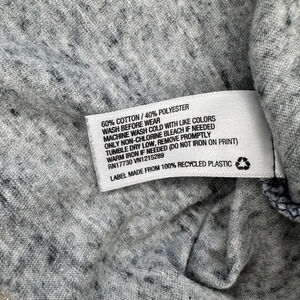 60% COTTON / 40% POLYESTER
WASH BEFORE WEAR
MACHINE WASH COLD WITH LIKE COLORS
ONLY NON-CHLORINE BLEACH IF NEEDED
TUMBLE DRY LOW, REMOVE PROMPTLY
WARM IRON IF NEEDED (DO NOT IRON ON PRINT)
RN17730 VN1215289
LABEL MADE FROM 100% RECYCLED PLASTIC